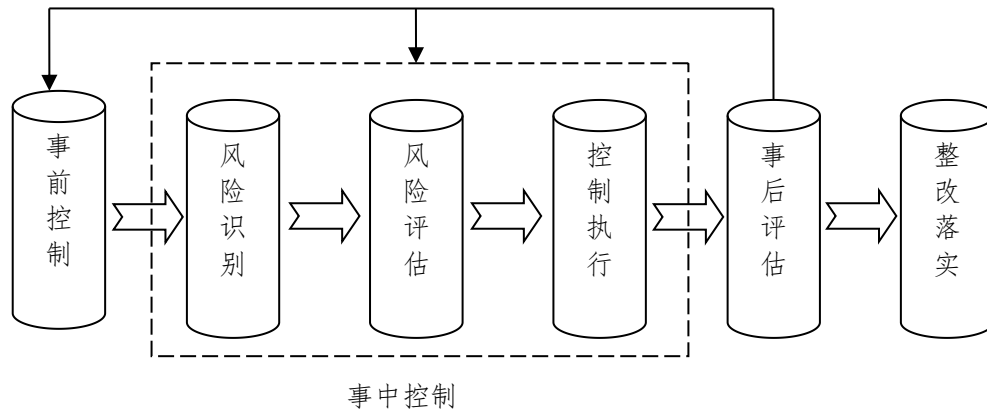 事前控制
风险识别
风险评估
控制执行
事后评估
整改落实
事中控制